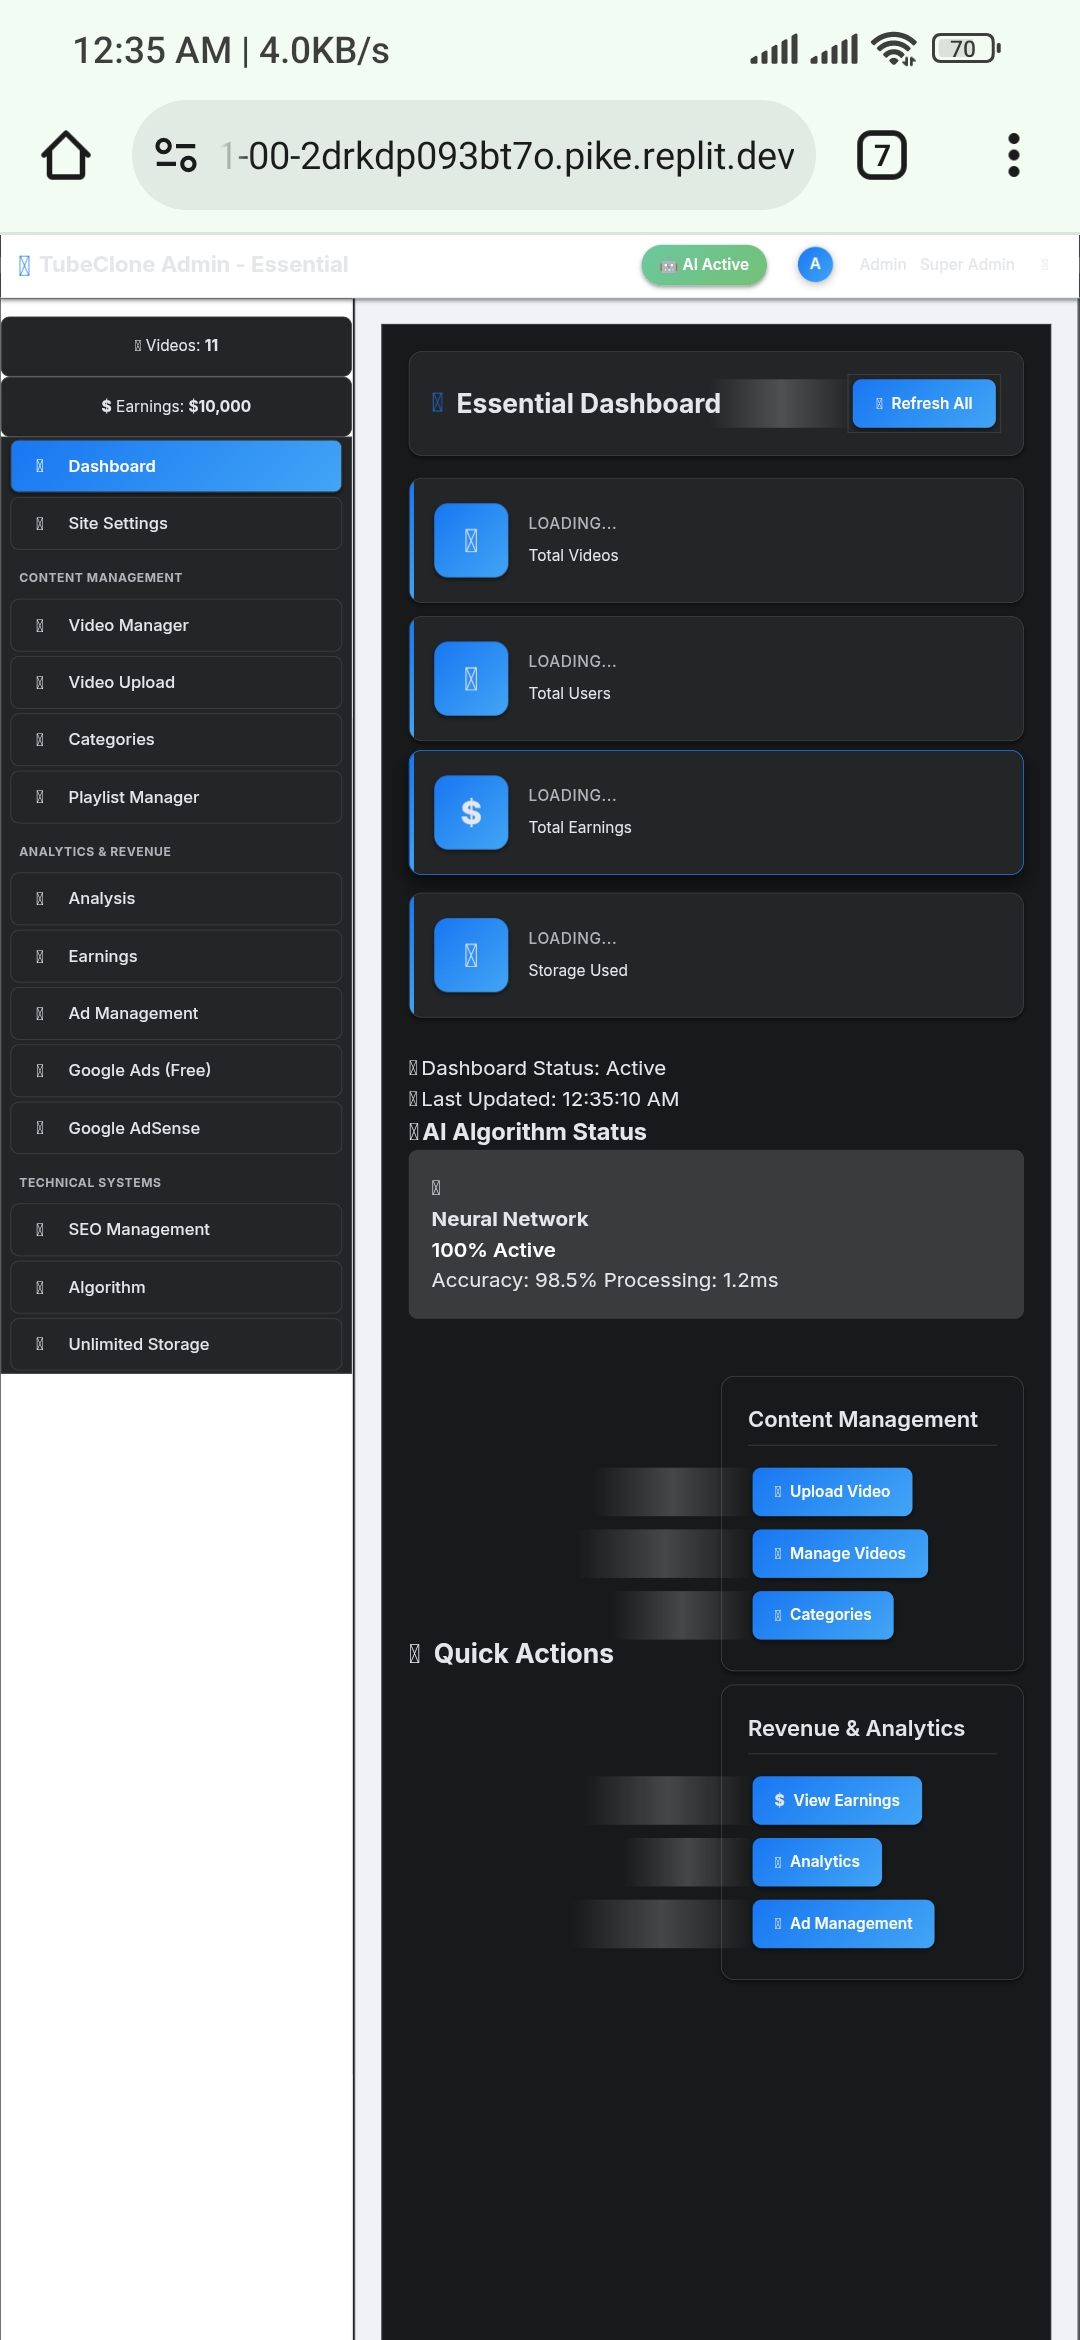 12:35 AM | 4.0KB/s
70
1-00-2drkdp093bt7o.pike.replit.dev
7
TubeClone Admin - Essential
AI Active
A
Admin Super Admin
Videos: 11
$ Earnings: $10,000
Dashboard
Site Settings
CONTENT MANAGEMENT
Video Manager
Video Upload
Categories
Playlist Manager
ANALYTICS & REVENUE
Analysis
Earnings
Ad Management
Google Ads (Free)
Google AdSense
TECHNICAL SYSTEMS
SEO Management
Algorithm
Unlimited Storage
Essential Dashboard
Refresh All
LOADING...
Total Videos
LOADING...
Total Users
$
LOADING...
Total Earnings
LOADING...
Storage Used
Dashboard Status: Active
Last Updated: 12:35:10 AM
AI Algorithm Status
Neural Network
100% Active
Accuracy: 98.5% Processing: 1.2ms
Quick Actions
Content Management
Upload Video
Manage Videos
Categories
Revenue & Analytics
$ View Earnings
Analytics
Ad Management